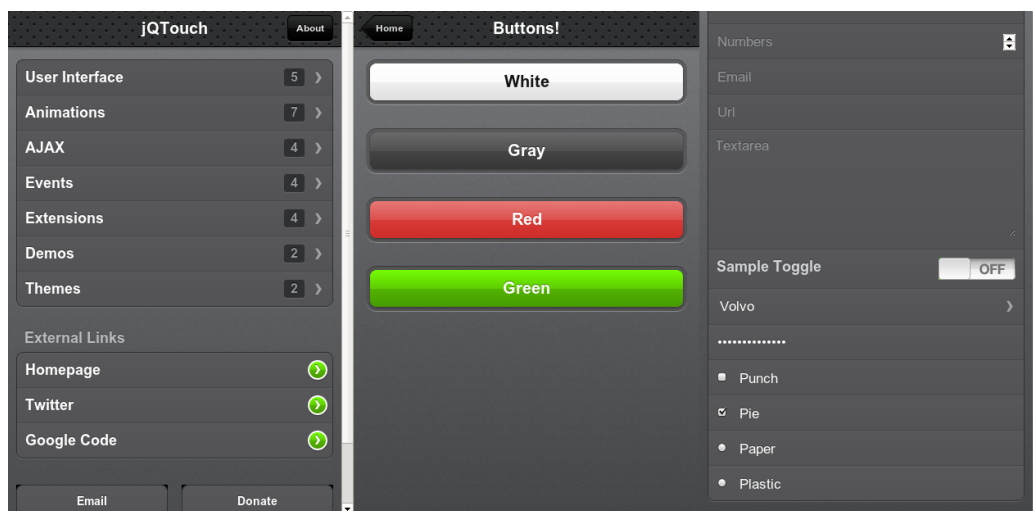 jQTouch
About
User Interface 5
Animations 7
AJAX 4
Events 4
Extensions 4
Demos 2
Themes 2
External Links
Homepage
Twitter
Google Code
Email Donate
Home
Buttons!
White
Gray
Red
Green
Numbers
Email
Url
Textarea
Sample Toggle OFF
Volvo
••••••••••••••
Punch
Pie
Paper
Plastic